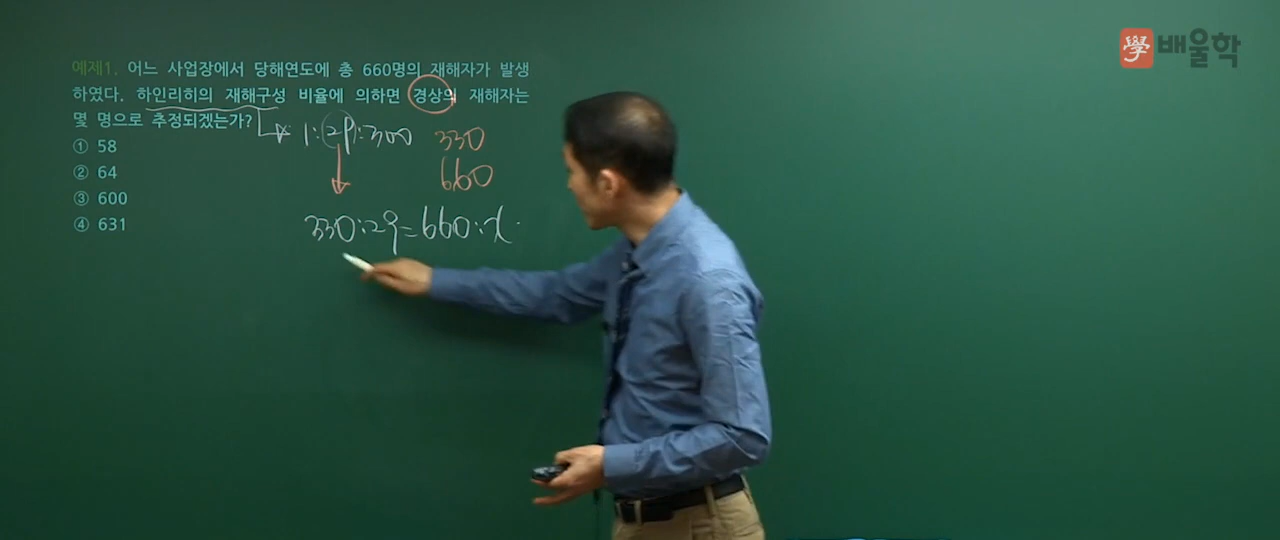 學 배울학
예제1. 어느 사업장에서 당해연도에 총 660명의 재해자가 발생
하였다. 하인리히의 재해구성 비율에 의하면 경상의 재해자는
몇 명으로 추정되겠는가?
1:29:300
330
660
① 58
② 64
③ 600
④ 631
330:29=660:x